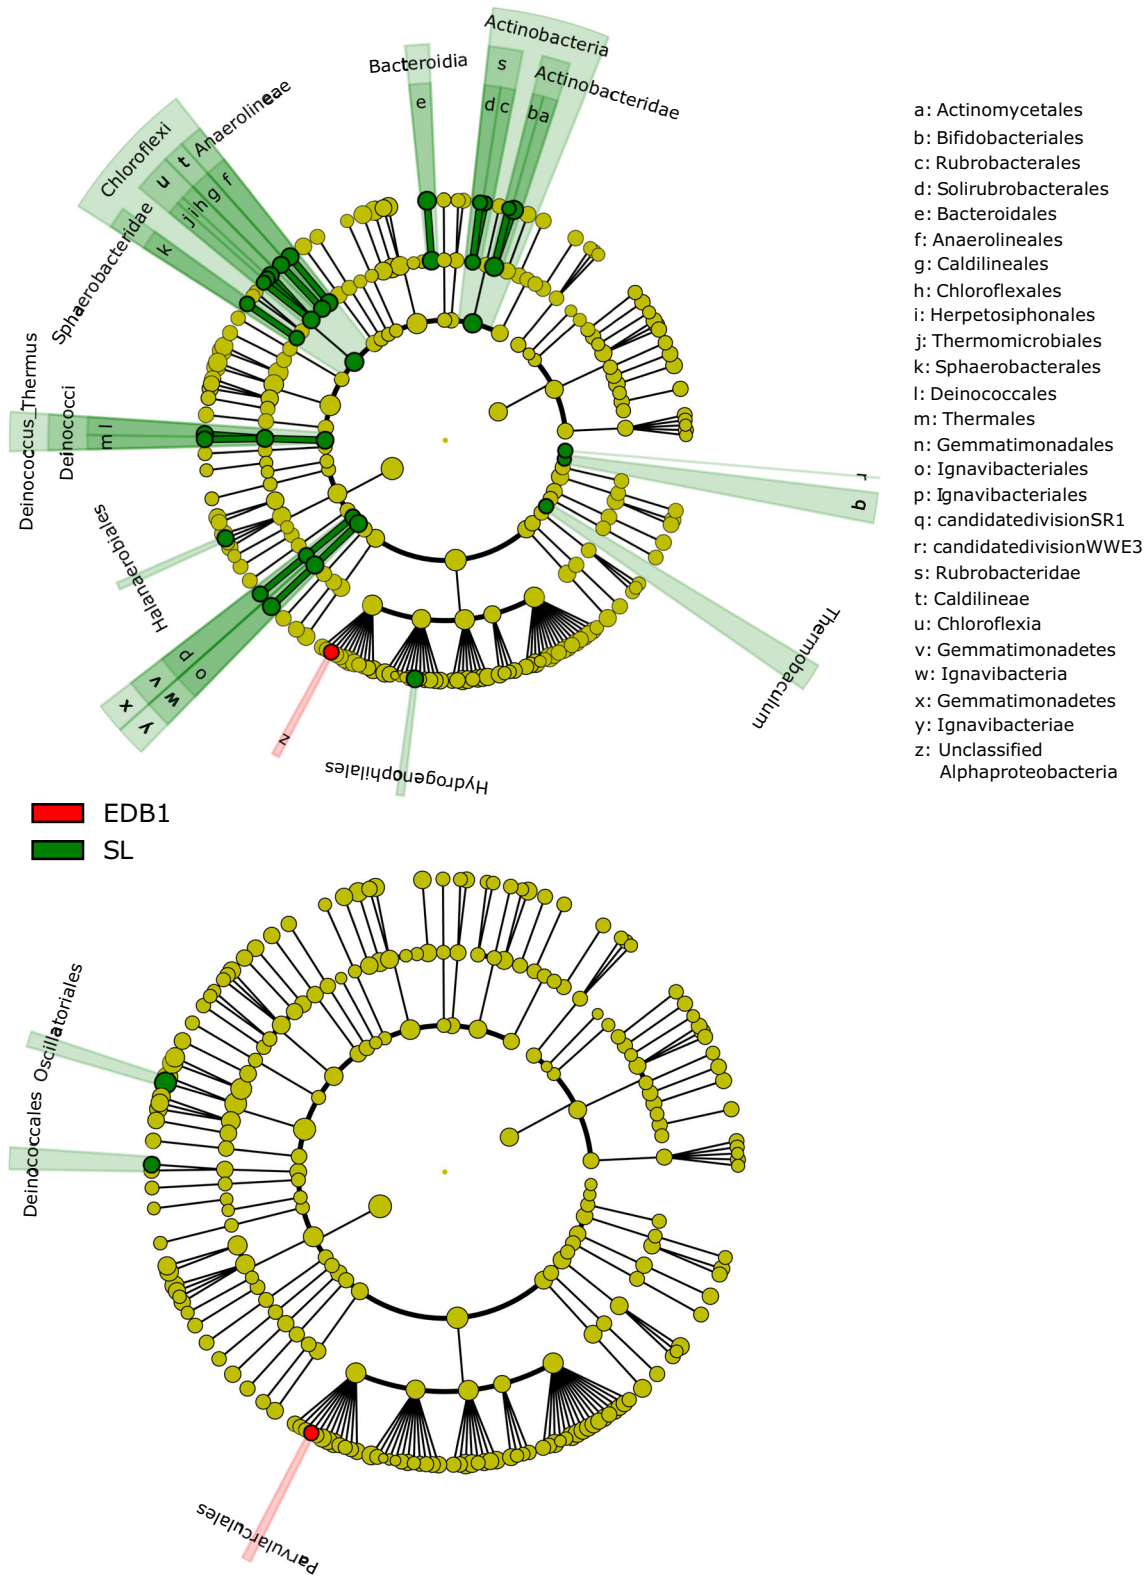 Actinobacteria
Bacteroidia
s
Actinobacteridae
e
d c
b a
Anaerolineae
Chloroflexi
t
u
f
g
h
i
j
Sphaerobacteridae
k
Deinococcus_Thermus
Deinococci
m l
Halanaerobiales
p
v
x
o
w
y
z
Hydrogenophiales
Thermobaculum
r
q
a: Actinomycetales
b: Bifidobacteriales
c: Rubrobacterales
d: Solirubrobacterales
e: Bacteroidales
f: Anaerolineales
g: Caldilineales
h: Chloroflexales
i: Herpetosiphonales
j: Thermomicrobiales
k: Sphaerobacterales
l: Deinococcales
m: Thermales
n: Gemmatimonadales
o: Ignavibacteriales
p: Ignavibacteriales
q: candidatedivisionSR1
r: candidatedivisionWWE3
s: Rubrobacteridae
t: Caldilineae
u: Chloroflexia
v: Gemmatimonadetes
w: Ignavibacteria
x: Gemmatimonadetes
y: Ignavibacteriae
z: Unclassified
Alphaproteobacteria
EDB1
SL
Oscillatoriales
Deinococcales
Parvularculales